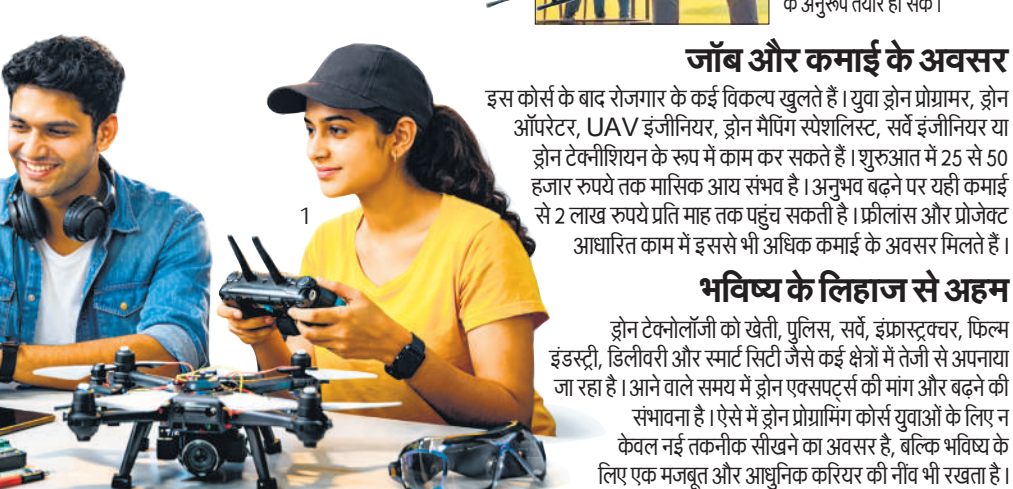 के अनुरूप तैयार हो सकें।
जॉब और कमाई के अवसर
इस कोर्स के बाद रोजगार के कई विकल्प खुलते हैं। युवा ड्रोन प्रोग्रामर, ड्रोन
ऑपरेटर, UAV इंजीनियर, ड्रोन मैपिंग स्पेशलिस्ट, सर्वे इंजीनियर या
ड्रोन टेक्नीशियन के रूप में काम कर सकते हैं। शुरुआत में 25 से 50
हजार रुपये तक मासिक आय संभव है। अनुभव बढ़ने पर यही कमाई
1
से 2 लाख रुपये प्रति माह तक पहुंच सकती है। फ्रीलांस और प्रोजेक्ट
आधारित काम में इससे भी अधिक कमाई के अवसर मिलते हैं।
भविष्य के लिहाज से अहम
ड्रोन टेक्नोलॉजी को खेती, पुलिस, सर्वे, इंफ्रास्ट्रक्चर, फिल्म
इंडस्ट्री, डिलीवरी और स्मार्ट सिटी जैसे कई क्षेत्रों में तेजी से अपनाया
जा रहा है। आने वाले समय में ड्रोन एक्सपर्ट्स की मांग और बढ़ने की
संभावना है। ऐसे में ड्रोन प्रोग्रामिंग कोर्स युवाओं के लिए न
केवल नई तकनीक सीखने का अवसर है, बल्कि भविष्य के
लिए एक मजबूत और आधुनिक करियर की नींव भी रखता है।